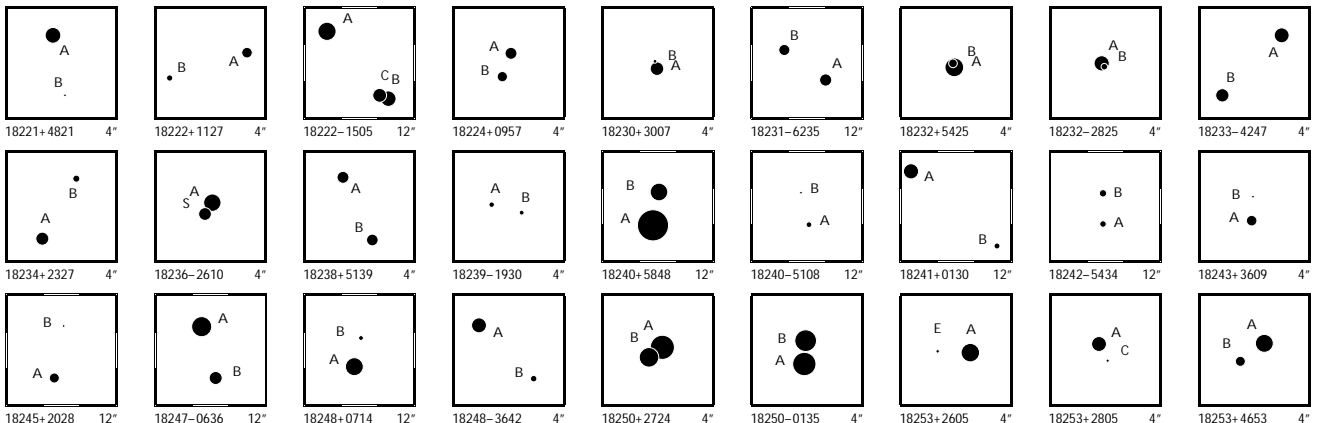 A
B
18221+4821 4″
A
B
18222+1127 4″
A
C B
18222−1505 12″
A
B
18224+0957 4″
B
A
18230+3007 4″
B
A
18231−6235 12″
B
A
18232+5425 4″
A
B
18232−2825 4″
A
B
18233−4247 4″
B
A
18234+2327 4″
A
S
18236−2610 4″
A
B
18238+5139 4″
A B
18239−1930 4″
B
A
18240+5848 12″
B
A
18240−5108 12″
A
B
18241+0130 12″
B
A
18242−5434 12″
B
A
18243+3609 4″
B
A
18245+2028 12″
A
B
18247−0636 12″
B
A
18248+0714 12″
A
B
18248−3642 4″
A
B
18250+2724 4″
B
A
18250−0135 4″
E A
18253+2605 4″
A
C
18253+2805 4″
A
B
18253+4653 4″